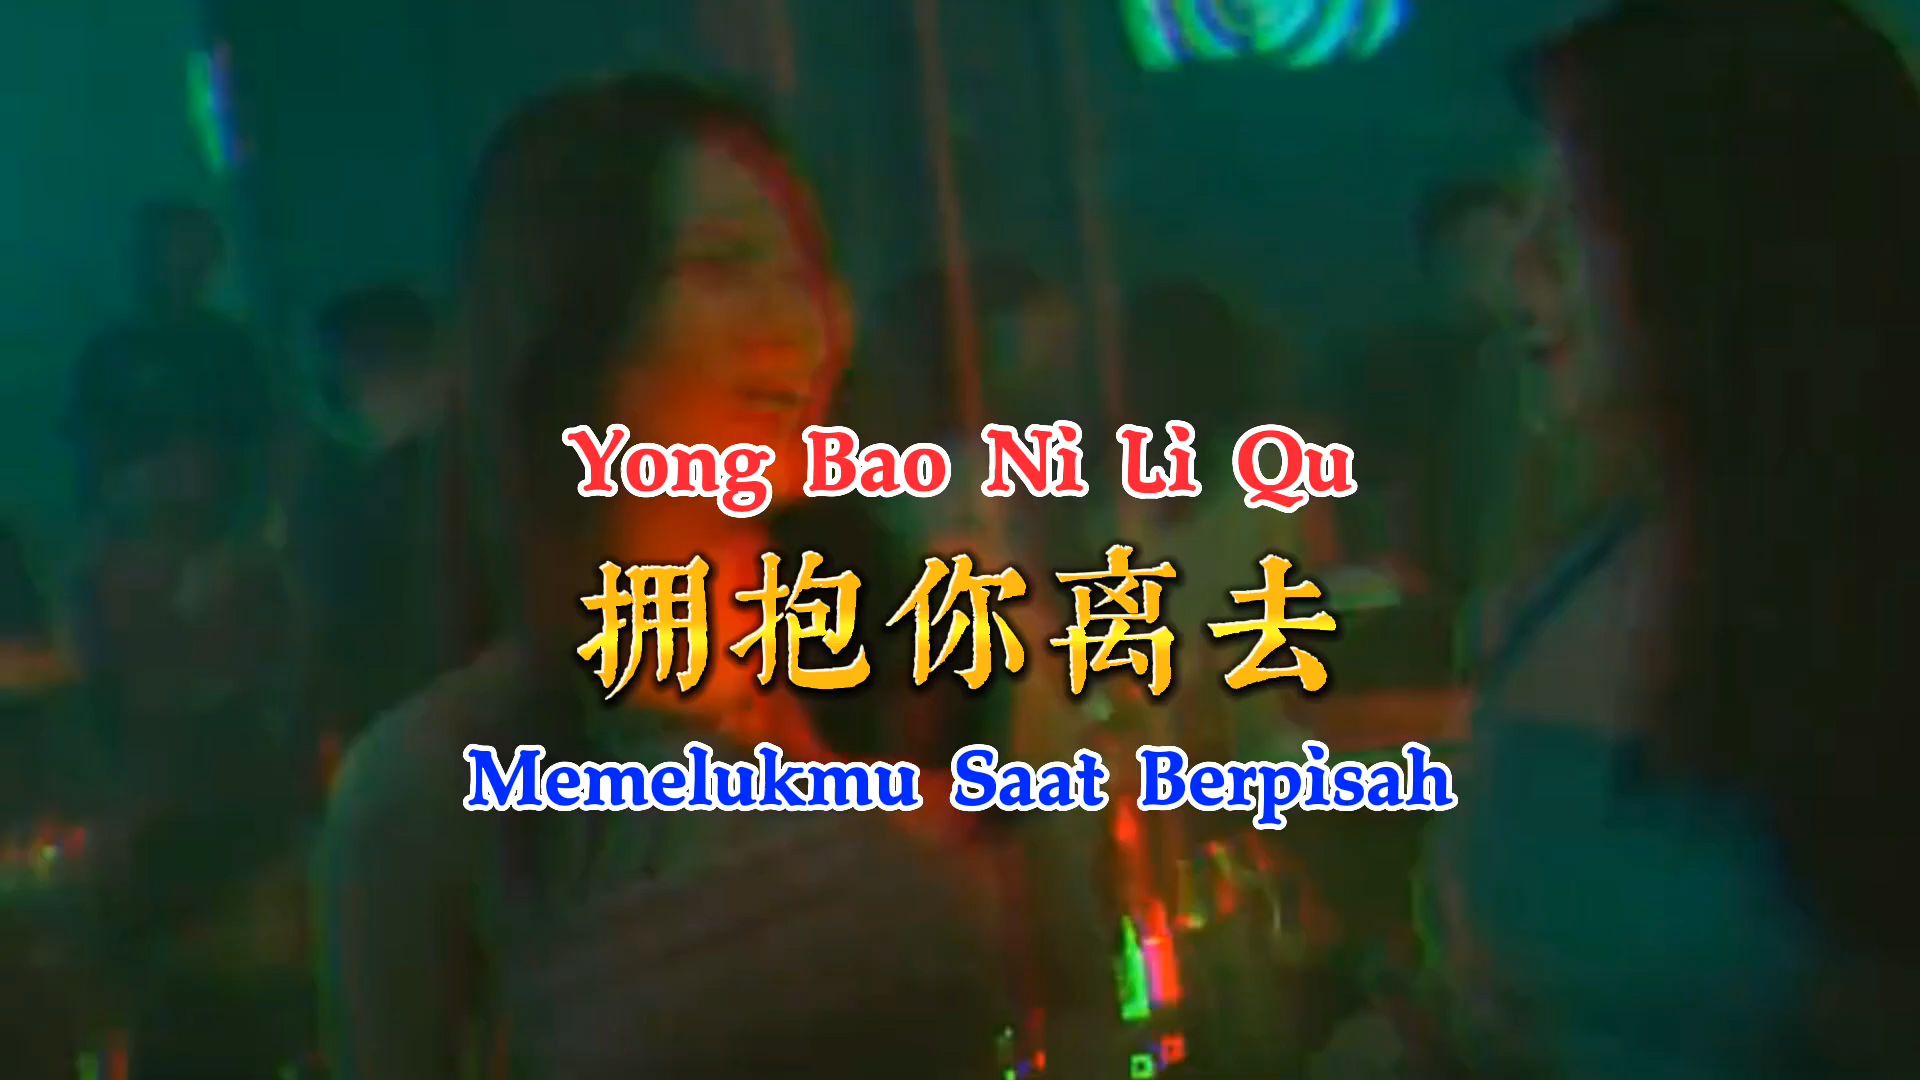 Yong Bao Ni Li Qu
拥抱你离去
Memelukmu Saat Berpisah